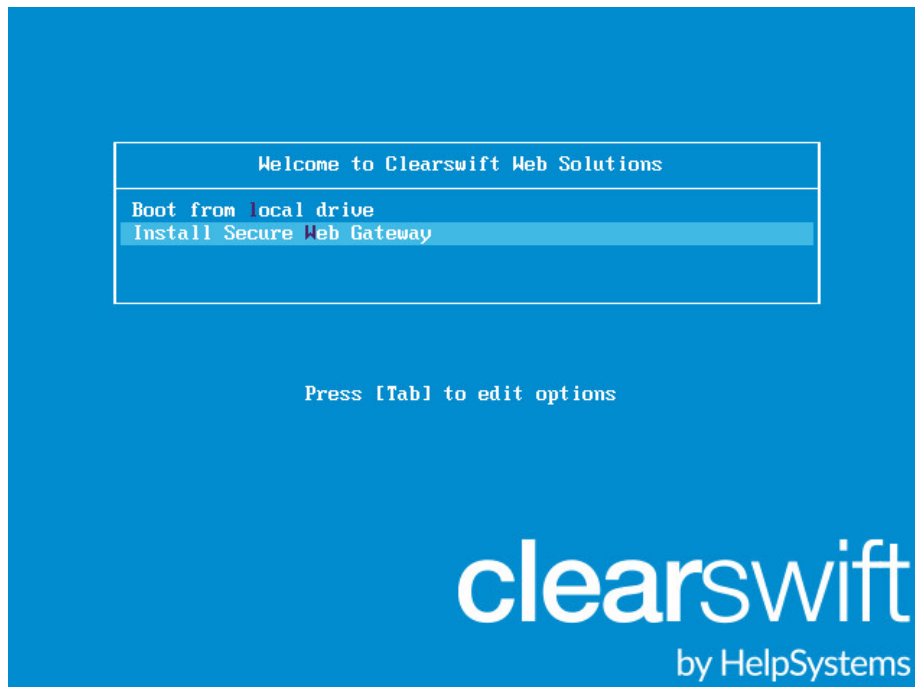 Welcome to Clearswift Web Solutions
Boot from local drive
Install Secure Web Gateway
Press [Tab] to edit options
clearswift
by HelpSystems